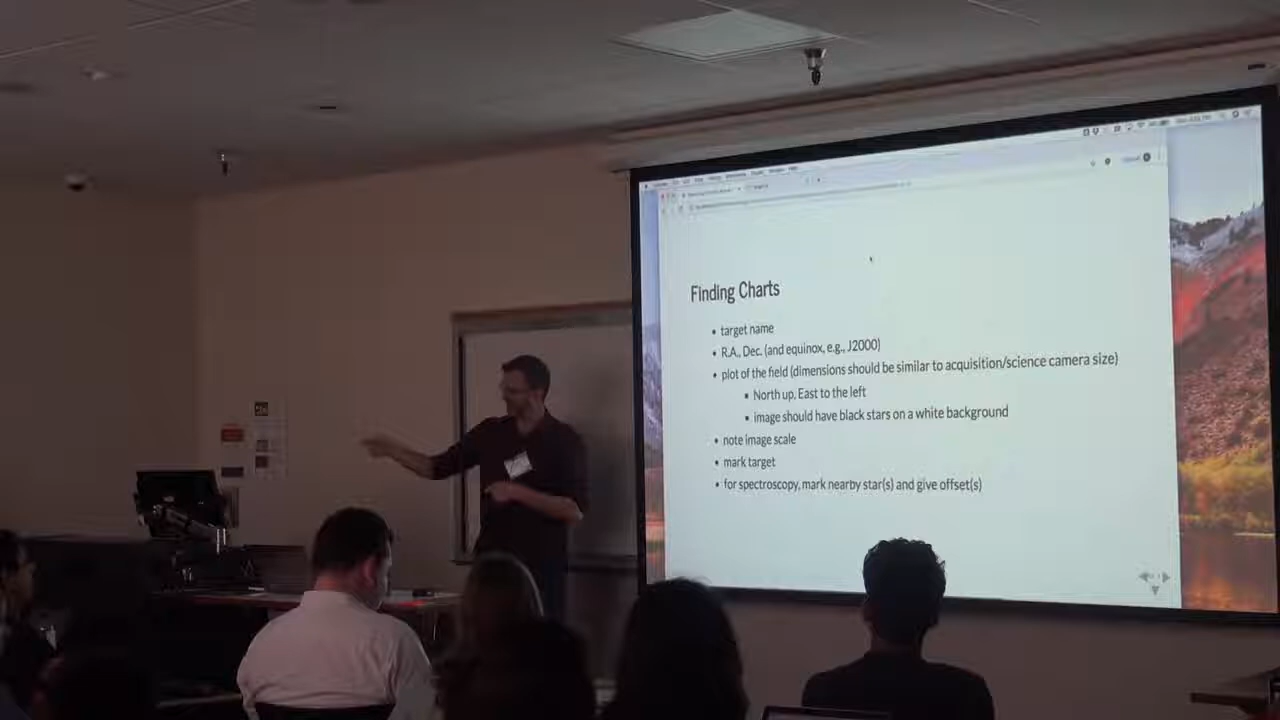 Finding Charts
• target name
• R.A., Dec. (and equinox, e.g., J2000)
• plot of the field (dimensions should be similar to acquisition/science camera size)
▪ North up, East to the left
▪ image should have black stars on a white background
• note image scale
• mark target
• for spectroscopy, mark nearby star(s) and give offset(s)